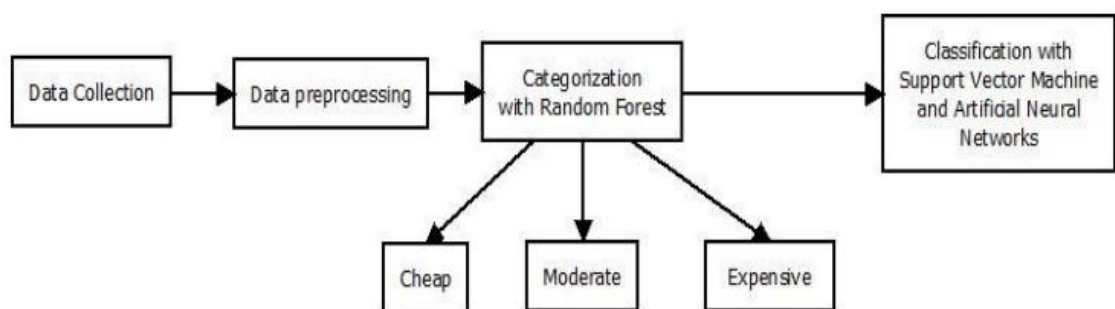 Data Collection
Data preprocessing
Categorization
with Random Forest
Classification with
Support Vector Machine
and Artificial Neural
Networks
Cheap
Moderate
Expensive